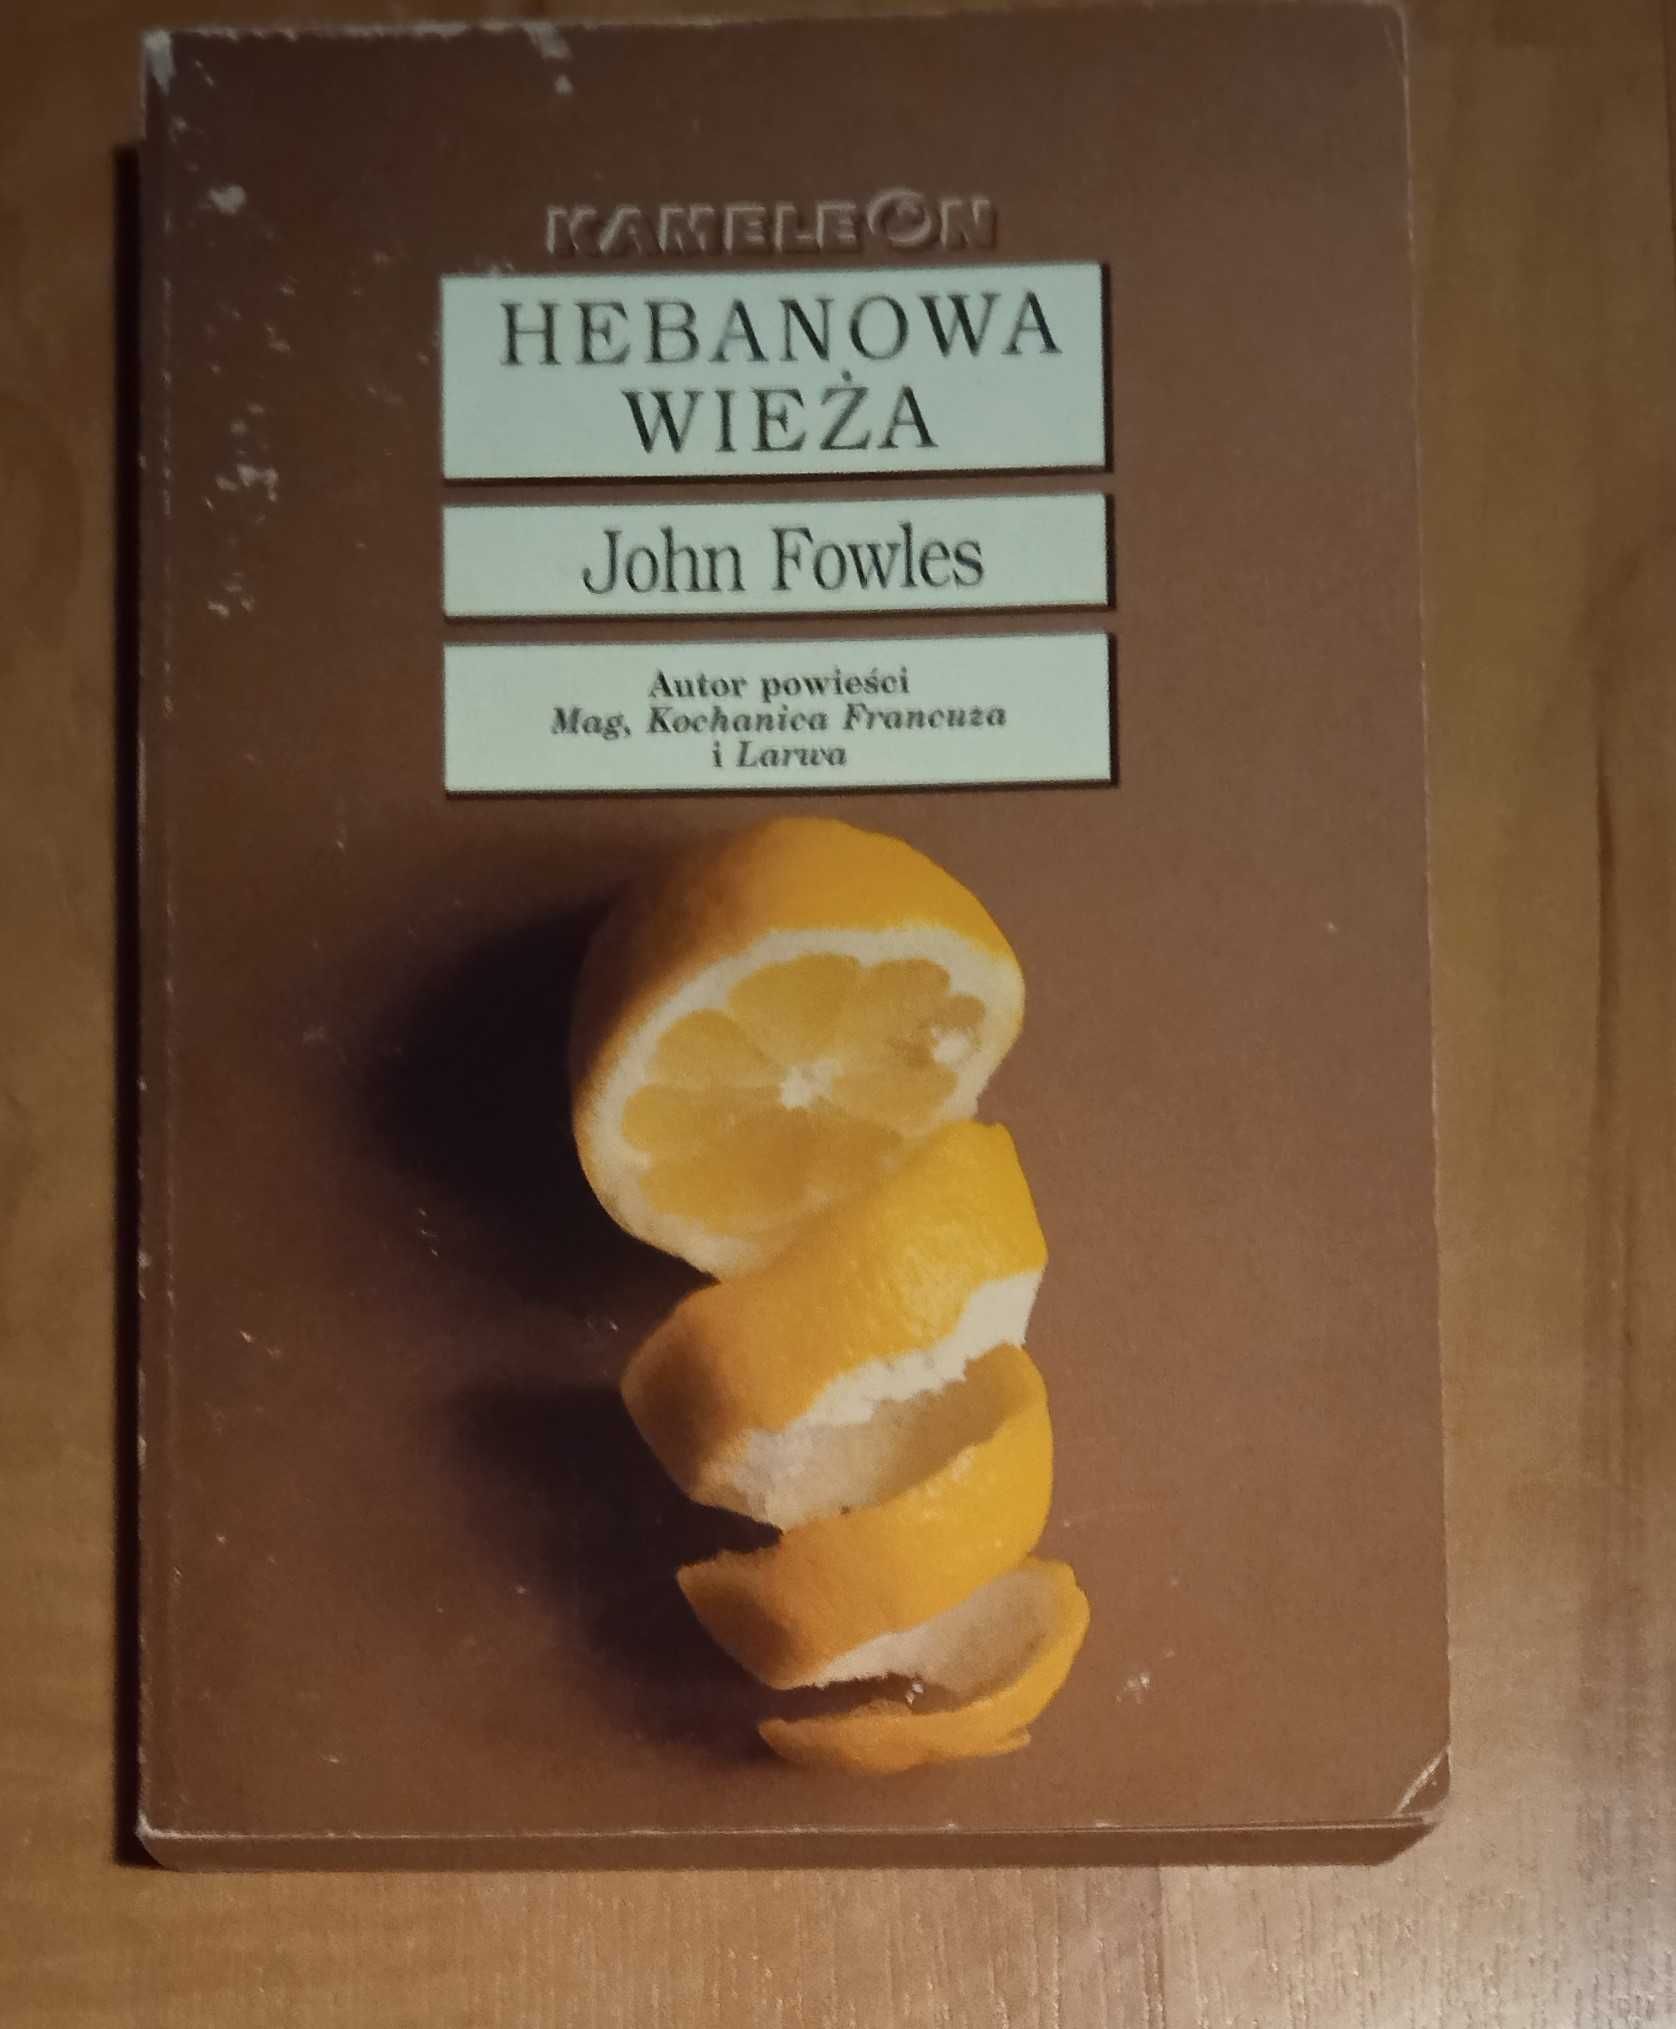 KAMELEON
HEBANOWA
WIEŻA
John Fowles
Autor powieści
Mag, Kochanica Francuza
i Larwa